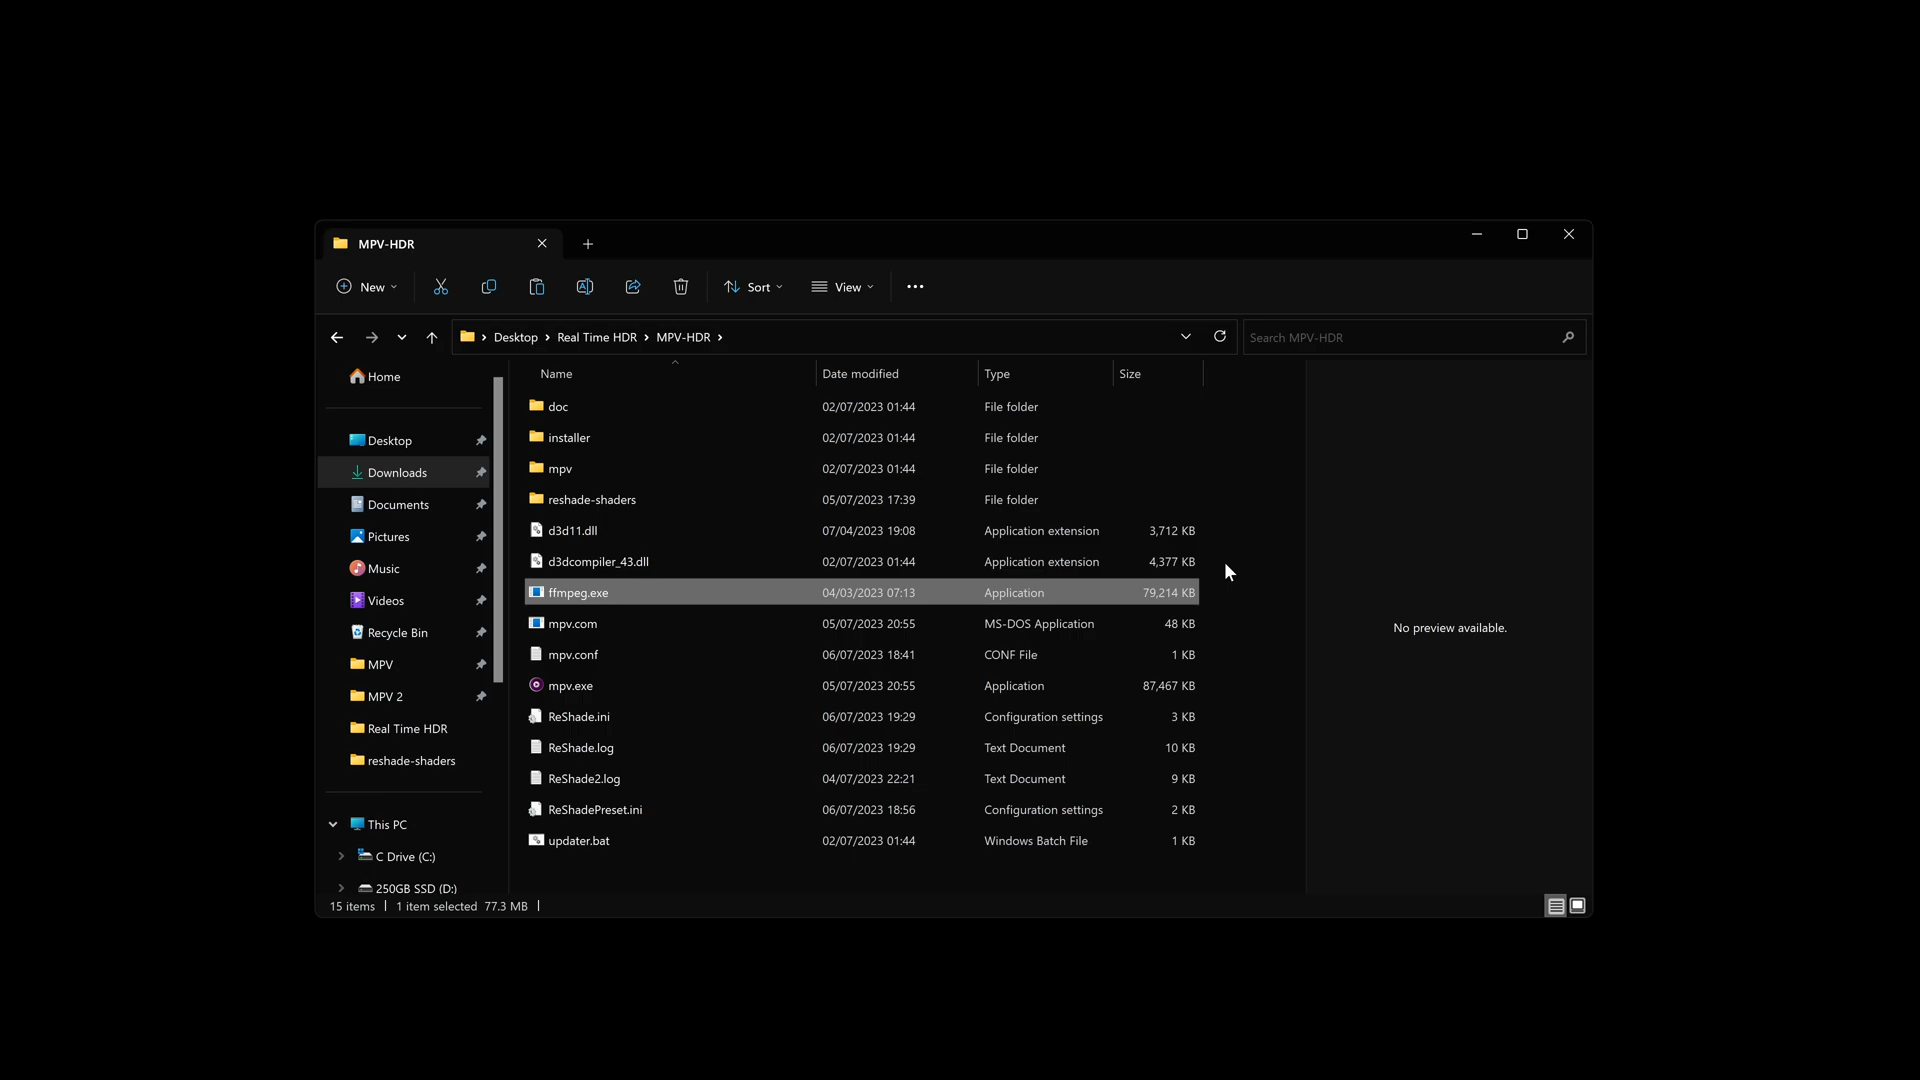 MPV-HDR
New
Sort
View
Desktop > Real Time HDR > MPV-HDR >
Search MPV-HDR
Home
Desktop
Downloads
Documents
Pictures
Music
Videos
Recycle Bin
MPV
MPV 2
Real Time HDR
reshade-shaders
This PC
C Drive (C:)
250GB SSD (D:)
Name Date modified Type Size
doc 02/07/2023 01:44 File folder
installer 02/07/2023 01:44 File folder
mpv 02/07/2023 01:44 File folder
reshade-shaders 05/07/2023 17:39 File folder
d3d11.dll 07/04/2023 19:08 Application extension 3,712 KB
d3dcompiler_43.dll 02/07/2023 01:44 Application extension 4,377 KB
ffmpeg.exe 04/03/2023 07:13 Application 79,214 KB
mpv.com 05/07/2023 20:55 MS-DOS Application 48 KB
mpv.conf 06/07/2023 18:41 CONF File 1 KB
mpv.exe 05/07/2023 20:55 Application 87,467 KB
ReShade.ini 06/07/2023 19:29 Configuration settings 3 KB
ReShade.log 06/07/2023 19:29 Text Document 10 KB
ReShade2.log 04/07/2023 22:21 Text Document 9 KB
ReShadePreset.ini 06/07/2023 18:56 Configuration settings 2 KB
updater.bat 02/07/2023 01:44 Windows Batch File 1 KB
No preview available.
15 items | 1 item selected 77.3 MB |